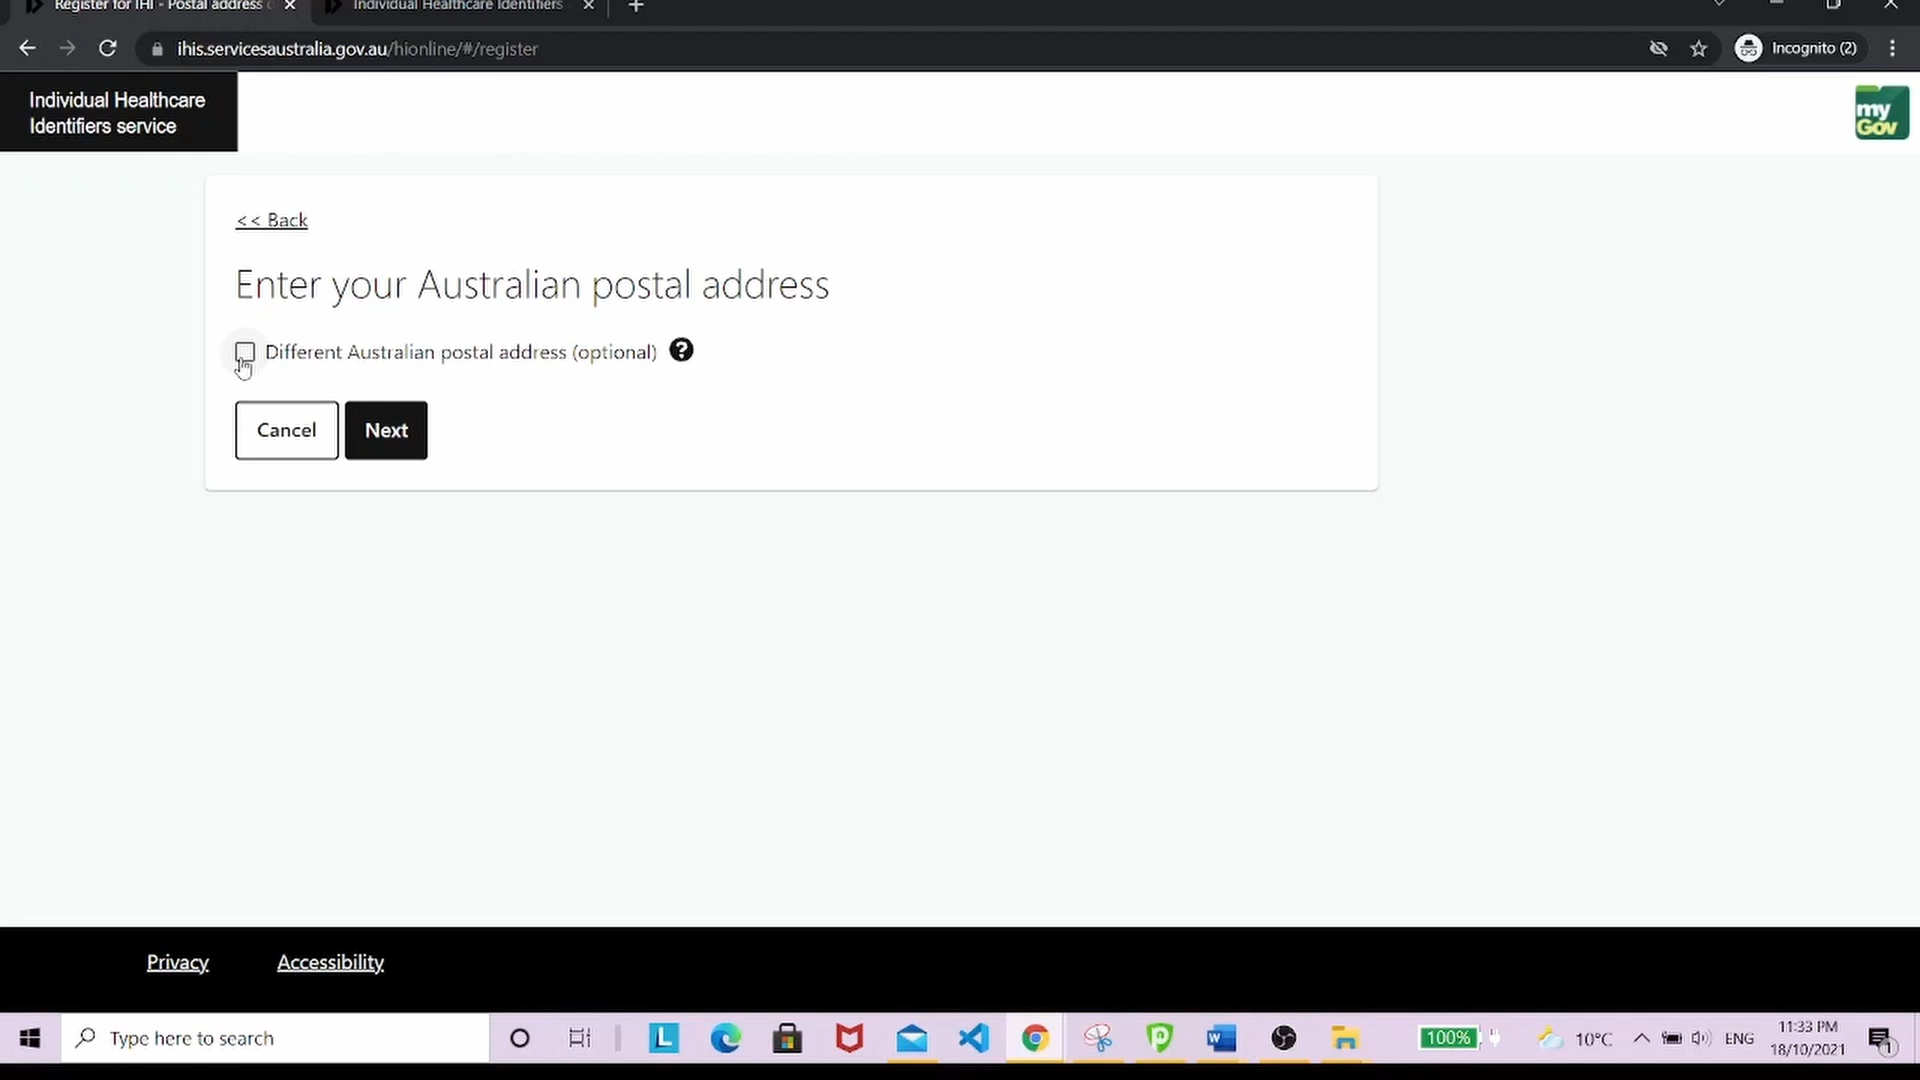 Register for IHI - Postal address
Individual Healthcare Identifiers
ihis.servicesaustralia.gov.au/hionline/#/register
Incognito (2)
Individual Healthcare
Identifiers service
my
Gov
<< Back
Enter your Australian postal address
Different Australian postal address (optional) ?
Cancel
Next
Privacy
Accessibility
Type here to search
L
W
100%
10°C
ENG
11:33 PM
18/10/2021
1